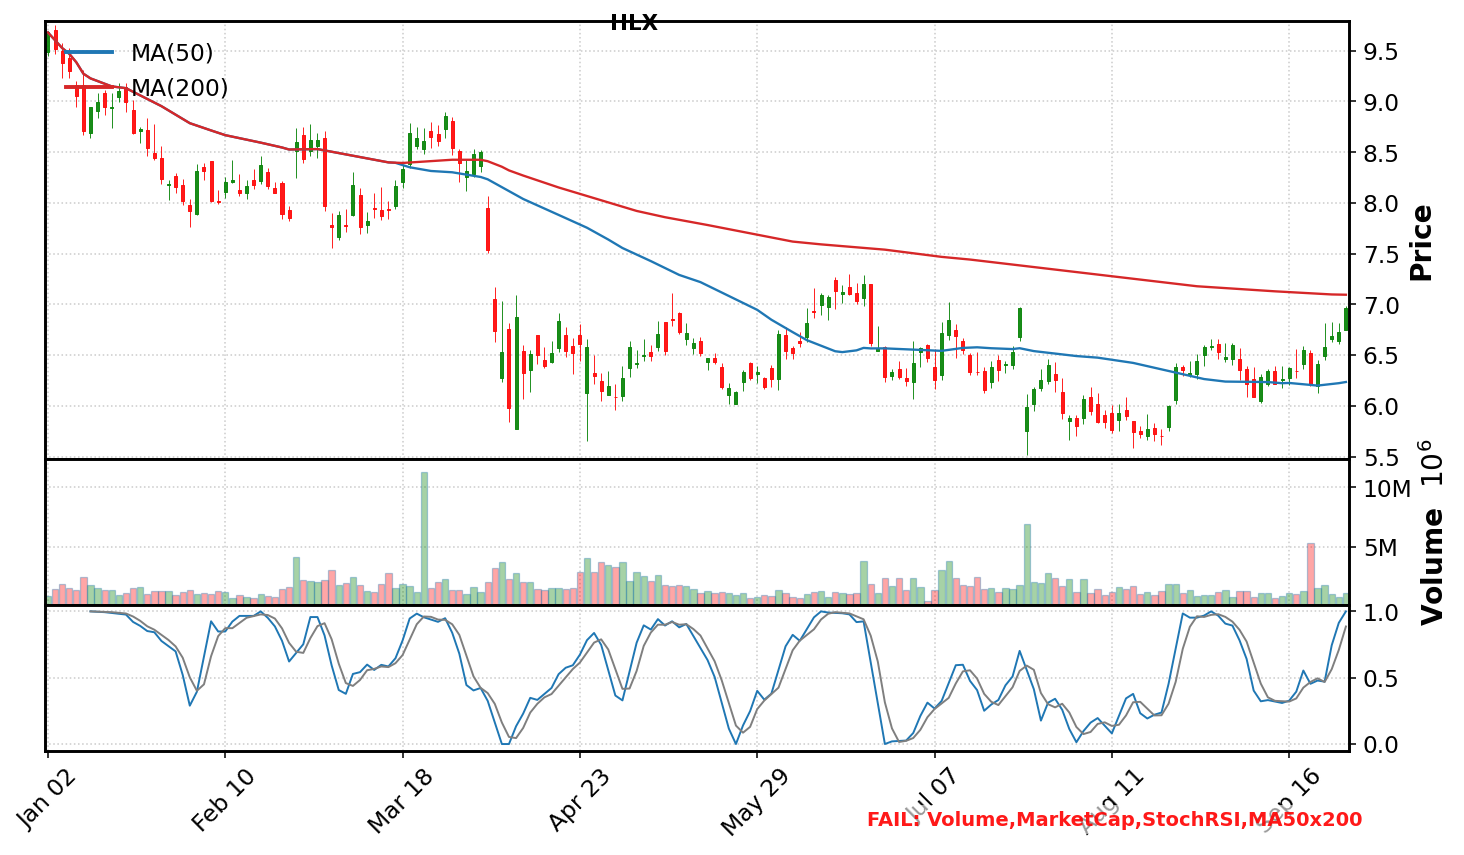 HLX
MA(50)
MA(200)
9.5
9.0
8.5
8.0
7.5
7.0
6.5
6.0
5.5
Price
10M
5M
Volume 10^6
1.0
0.5
0.0
Jan 02
Feb 10
Mar 18
Apr 23
May 29
Jul 07
Aug 11
Sep 16
FAIL: Volume,MarketCap,StochRSI,MA50x200